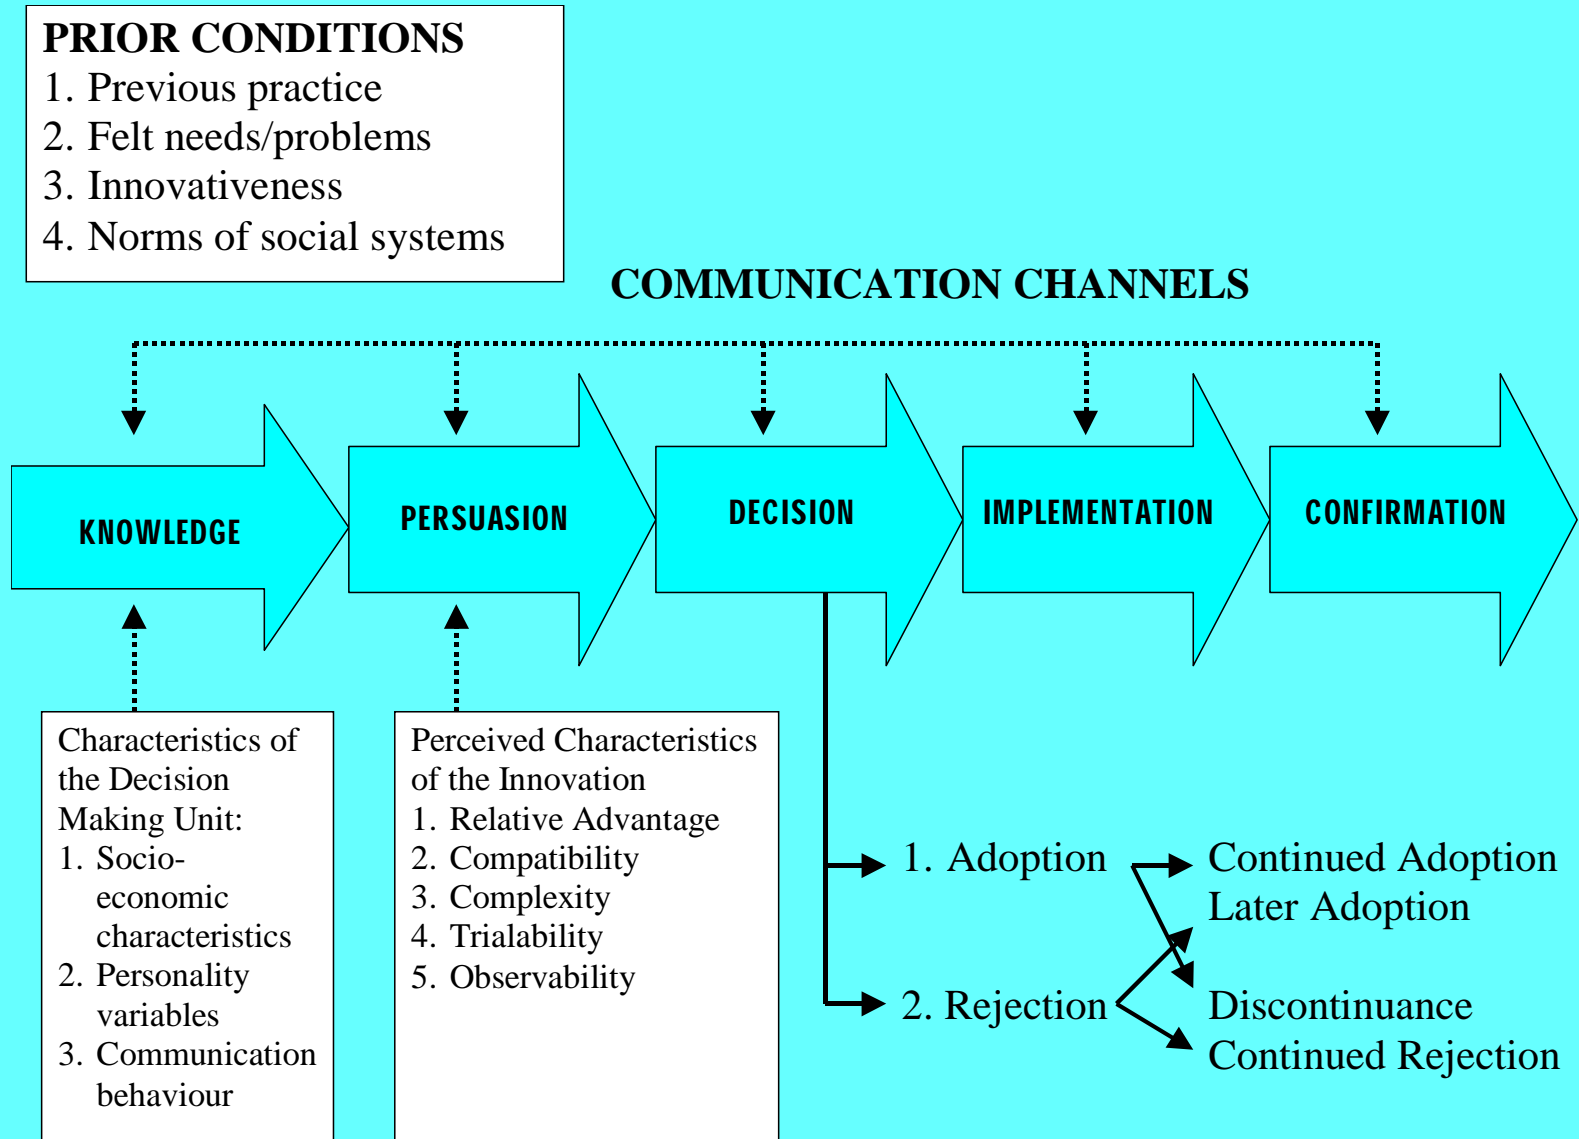 PRIOR CONDITIONS
1. Previous practice
2. Felt needs/problems
3. Innovativeness
4. Norms of social systems
COMMUNICATION CHANNELS
KNOWLEDGE
PERSUASION
DECISION
IMPLEMENTATION
CONFIRMATION
Characteristics of
the Decision
Making Unit:
1. Socio-
economic
characteristics
2. Personality
variables
3. Communication
behaviour
Perceived Characteristics
of the Innovation
1. Relative Advantage
2. Compatibility
3. Complexity
4. Trialability
5. Observability
1. Adoption
2. Rejection
Continued Adoption
Later Adoption
Discontinuance
Continued Rejection